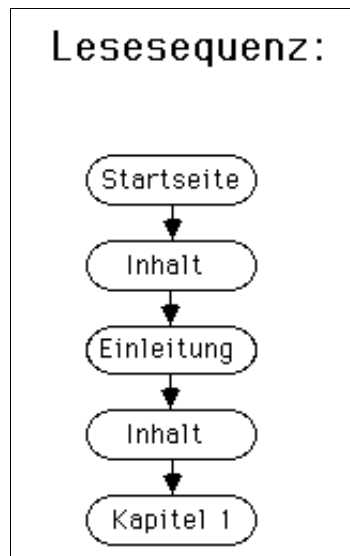 Lesesequenz:
Startseite
Inhalt
Einleitung
Inhalt
Kapitel 1